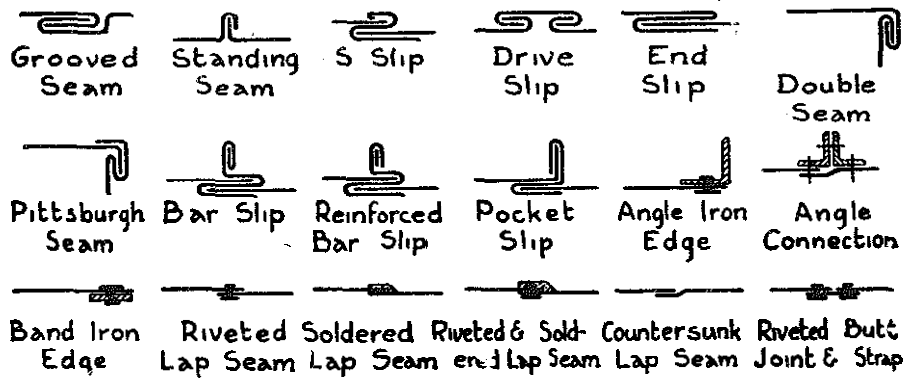 Grooved Seam
Standing Seam
S Slip
Drive Slip
End Slip
Double Seam
Pittsburgh Seam
Bar Slip
Reinforced Bar Slip
Pocket Slip
Angle Iron Edge
Angle Connection
Band Iron Edge
Riveted Lap Seam
Soldered Lap Seam
Riveted & Sold-
ered Lap Seam
Countersunk Lap Seam
Riveted Butt Joint & Strap